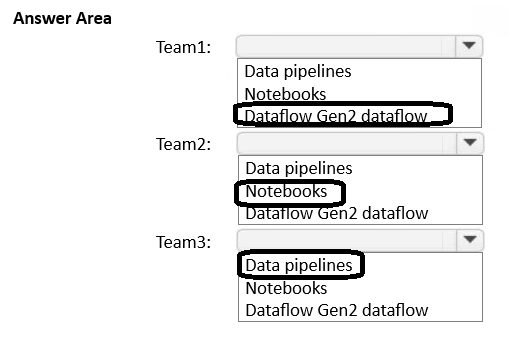 Answer Area
Team1:
Data pipelines
Notebooks
Dataflow Gen2 dataflow
Team2:
Data pipelines
Notebooks
Dataflow Gen2 dataflow
Team3:
Data pipelines
Notebooks
Dataflow Gen2 dataflow